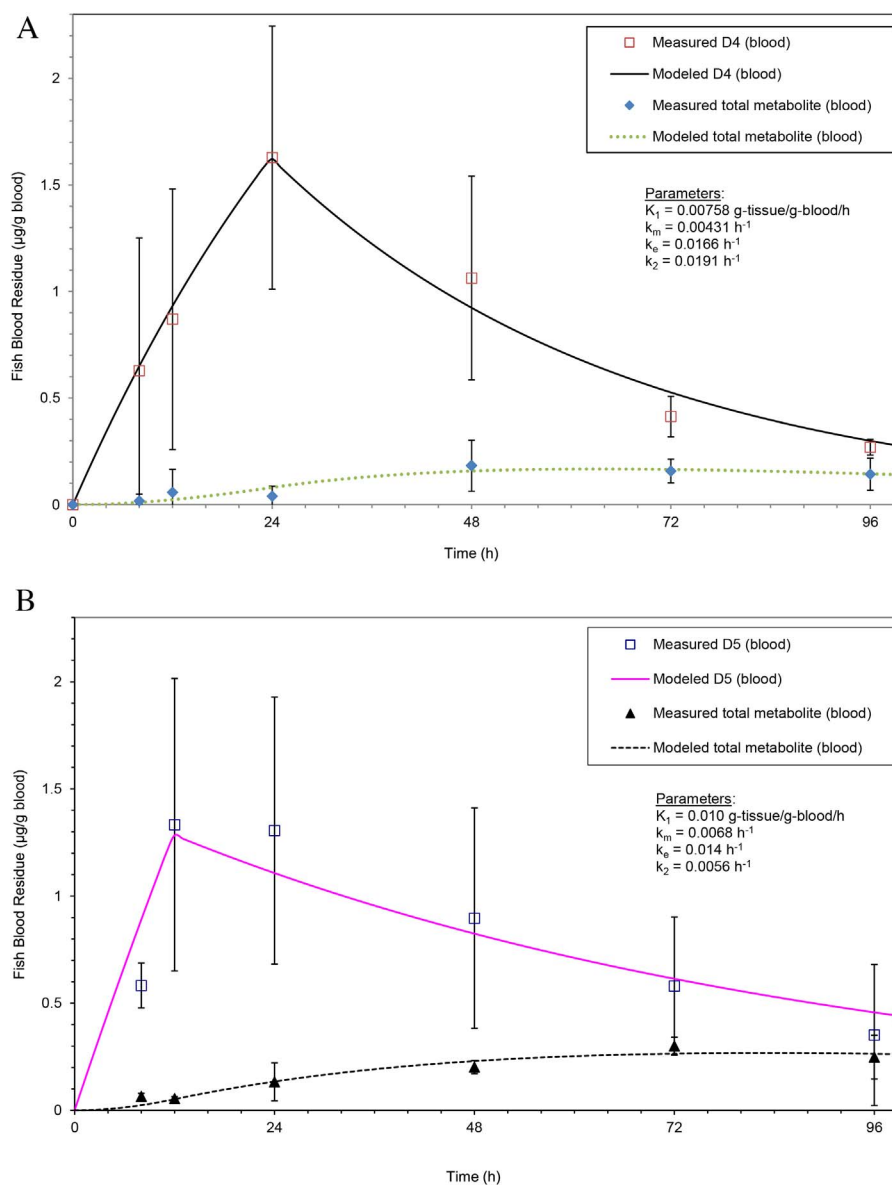 A
Fish Blood Residue (µg/g blood)
2
1.5
1
0.5
0
0 24 48 72 96
Time (h)
Measured D4 (blood)
Modeled D4 (blood)
Measured total metabolite (blood)
Modeled total metabolite (blood)
Parameters:
K1 = 0.00758 g-tissue/g-blood/h
km = 0.00431 h-1
ke = 0.0166 h-1
k2 = 0.0191 h-1
B
Fish Blood Residue (µg/g blood)
2
1.5
1
0.5
0
0 24 48 72 96
Time (h)
Measured D5 (blood)
Modeled D5 (blood)
Measured total metabolite (blood)
Modeled total metabolite (blood)
Parameters:
K1 = 0.010 g-tissue/g-blood/h
km = 0.0068 h-1
ke = 0.014 h-1
k2 = 0.0056 h-1